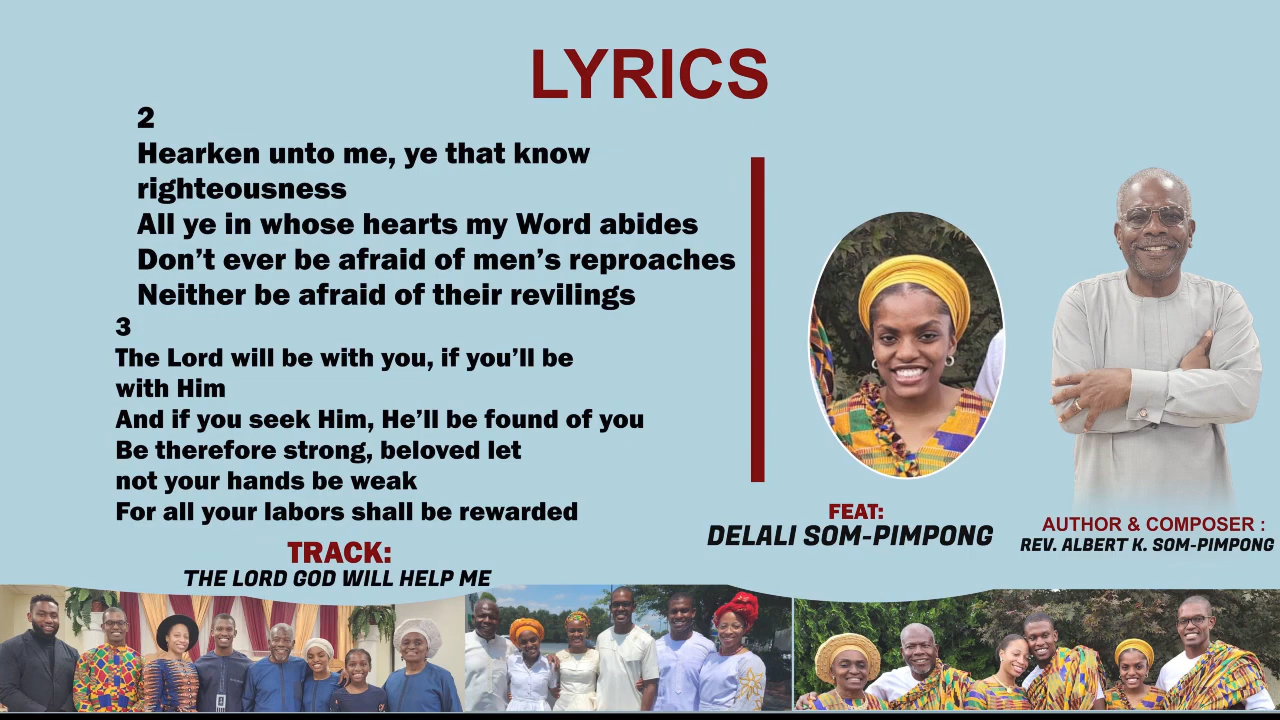 LYRICS
2
Hearken unto me, ye that know
righteousness
All ye in whose hearts my Word abides
Don’t ever be afraid of men’s reproaches
Neither be afraid of their revilings
3
The Lord will be with you, if you’ll be
with Him
And if you seek Him, He’ll be found of you
Be therefore strong, beloved let
not your hands be weak
For all your labors shall be rewarded
TRACK:
THE LORD GOD WILL HELP ME
FEAT:
DELALI SOM-PIMPONG
AUTHOR & COMPOSER :
REV. ALBERT K. SOM-PIMPONG